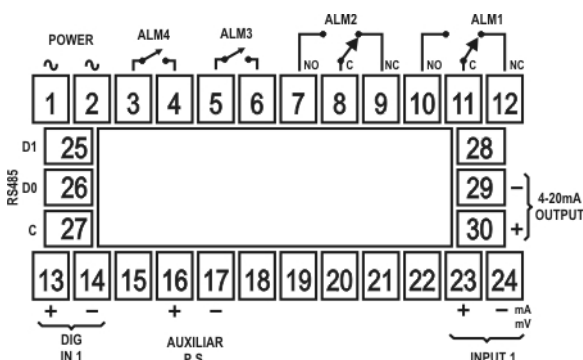 ALM2 ALM1
POWER ALM4 ALM3
NO C NC NO C NC
1 2 3 4 5 6 7 8 9 10 11 12
D1 25 28
RS485 D0 26 29 − 4-20mA
OUTPUT
C 27 30 +
13 14 15 16 17 18 19 20 21 22 23 24
+ − + − + − mA
mV
DIG
IN 1
AUXILIAR
P.S.
INPUT 1